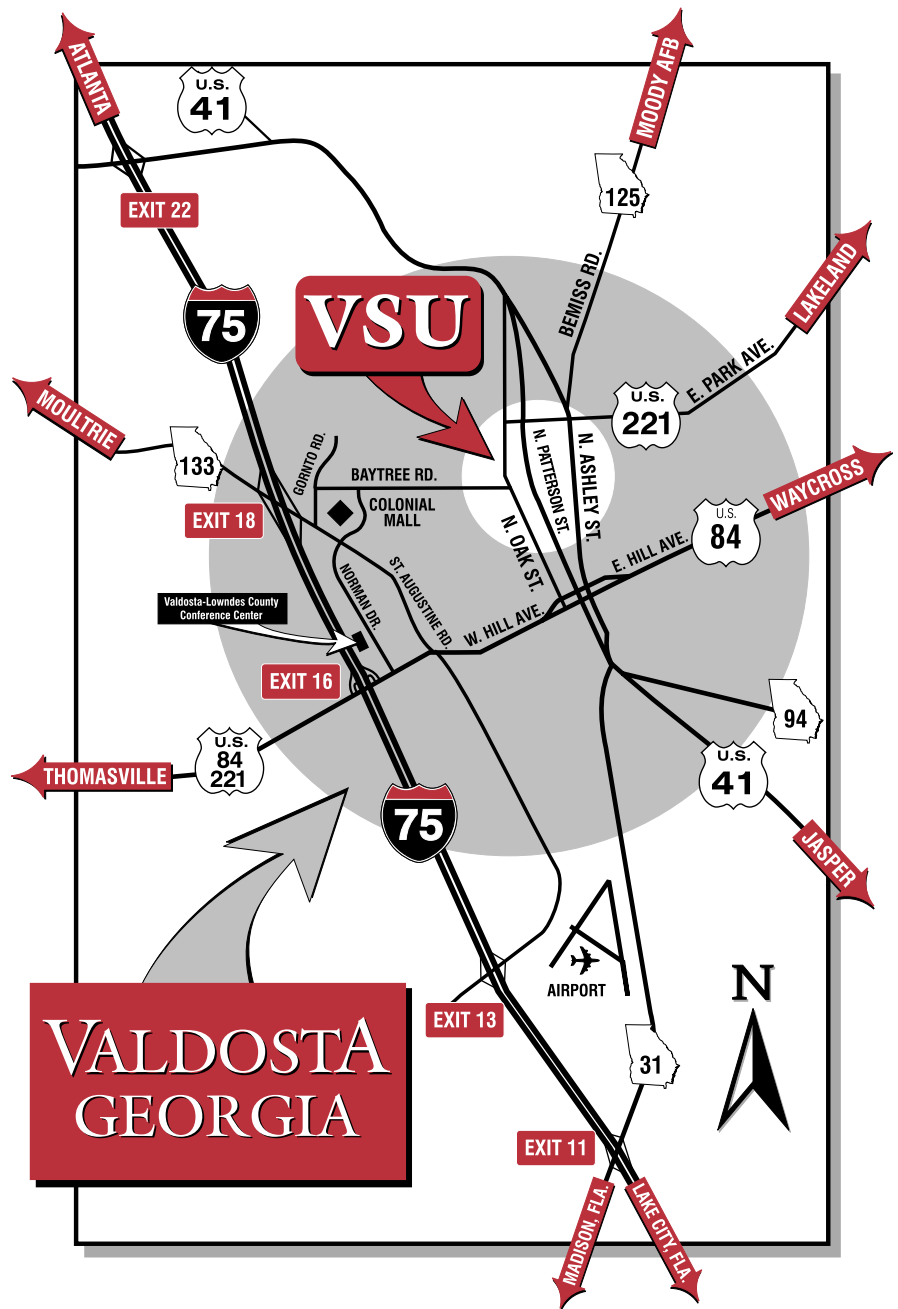 ATLANTA
U.S.
41
MOODY AFB
125
EXIT 22
BEMISS RD.
LAKELAND
75
VSU
E. PARK AVE.
U.S.
221
MOULTRIE
133
GORNTO RD.
BAYTREE RD.
N. PATTERSON ST.
N. ASHLEY ST.
WAYCROSS
EXIT 18
COLONIAL
MALL
N. OAK ST.
U.S.
84
E. HILL AVE.
NORMAN DR.
ST. AUGUSTINE RD.
Valdosta-Lowndes County
Conference Center
W. HILL AVE.
EXIT 16
94
U.S.
84
221
THOMASVILLE
U.S.
41
75
JASPER
AIRPORT
N
EXIT 13
VALDOSTA
GEORGIA
31
EXIT 11
MADISON, FLA.
LAKE CITY, FLA.